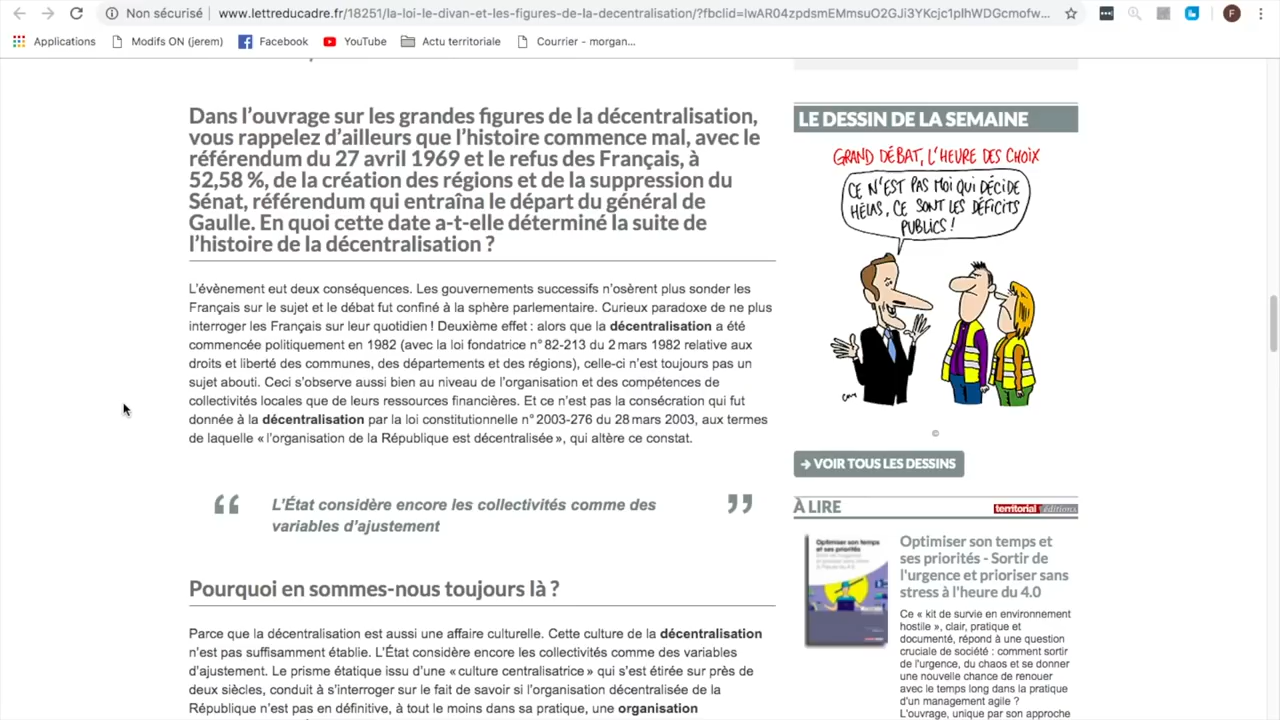 Non sécurisé
www.lettreducadre.fr/18251/la-loi-le-divan-et-les-figures-de-la-decentralisation/?fbclid=IwAR04zpdsmEMmsuO2GJi3YKcjc1plhWDGcmofw...
F
Applications
Modifs ON (jerem)
Facebook
YouTube
Actu territoriale
Courrier - morgan...
Dans l'ouvrage sur les grandes figures de la décentralisation,
vous rappelez d'ailleurs que l'histoire commence mal, avec le
référendum du 27 avril 1969 et le refus des Français, à
52,58 %, de la création des régions et de la suppression du
Sénat, référendum qui entraîna le départ du général de
Gaulle. En quoi cette date a-t-elle déterminé la suite de
l'histoire de la décentralisation ?
L'évènement eut deux conséquences. Les gouvernements successifs n'osèrent plus sonder les
Français sur le sujet et le débat fut confiné à la sphère parlementaire. Curieux paradoxe de ne plus
interroger les Français sur leur quotidien ! Deuxième effet : alors que la décentralisation a été
commencée politiquement en 1982 (avec la loi fondatrice n° 82-213 du 2 mars 1982 relative aux
droits et liberté des communes, des départements et des régions), celle-ci n'est toujours pas un
sujet abouti. Ceci s'observe aussi bien au niveau de l'organisation et des compétences de
collectivités locales que de leurs ressources financières. Et ce n'est pas la consécration qui fut
donnée à la décentralisation par la loi constitutionnelle n° 2003-276 du 28 mars 2003, aux termes
de laquelle « l'organisation de la République est décentralisée », qui altère ce constat.
“ L'État considère encore les collectivités comme des ”
variables d'ajustement
Pourquoi en sommes-nous toujours là ?
Parce que la décentralisation est aussi une affaire culturelle. Cette culture de la décentralisation
n'est pas suffisamment établie. L'État considère encore les collectivités comme des variables
d'ajustement. Le prisme étatique issu d'une « culture centralisatrice » qui s'est étirée sur près de
deux siècles, conduit à s'interroger sur le fait de savoir si l'organisation décentralisée de la
République n'est pas en définitive, à tout le moins dans sa pratique, une organisation
LE DESSIN DE LA SEMAINE
GRAND DÉBAT, L'HEURE DES CHOIX
CE N'EST PAS MOI QUI DÉCIDE
HÉLAS, CE SONT LES DÉFICITS
PUBLICS !
©
→ VOIR TOUS LES DESSINS
À LIRE
territorial éditions
Optimiser son temps
et ses priorités
Optimiser son temps et
ses priorités - Sortir de
l'urgence et prioriser sans
stress à l'heure du 4.0
Ce « kit de survie en environnement
hostile », clair, pratique et
documenté, répond à une question
cruciale de société : comment sortir
de l'urgence, du chaos et se donner
une nouvelle chance de renouer
avec le temps long dans la pratique
d'un management agile ?
L'ouvrage, unique par son approche